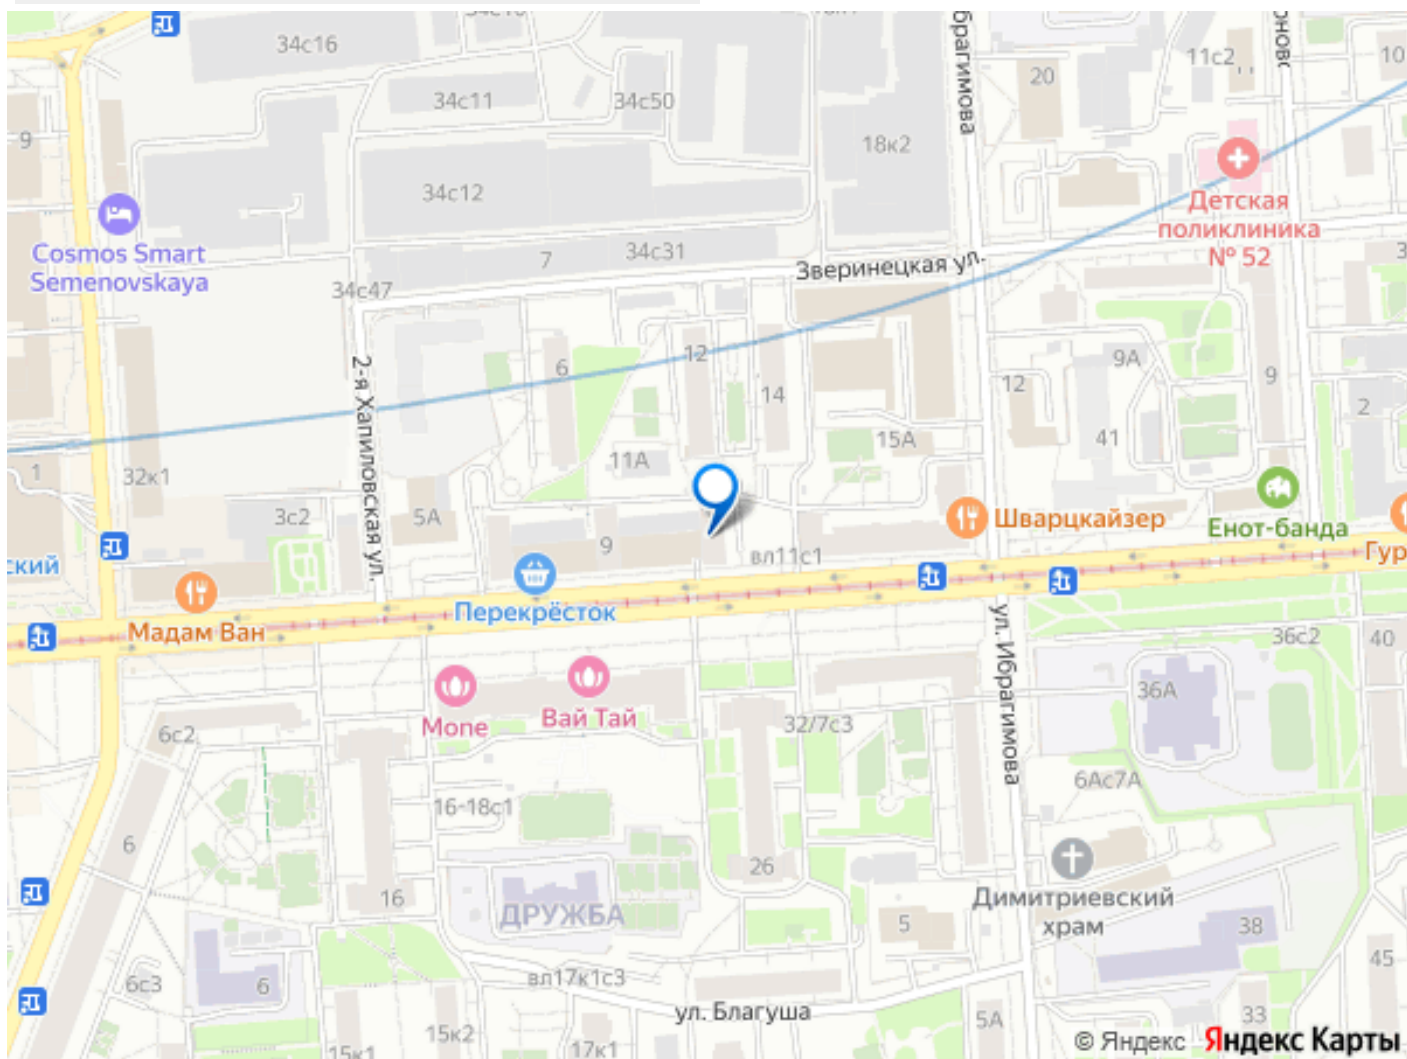 34с16
34с11
34с50
34с12
18к2
20
11с2
10
9
ул. Ибрагимова
Детская
поликлиника
№ 52
Cosmos Smart
Semenovskaya
7
34с31
Зверинецкая ул.
34с47
2-я Хапиловская ул.
6
12
14
12
9А
9
2
1
32к1
11А
15А
41
3с2
5А
9
вл11с1
Шварцкайзер
Енот-банда
ский
Гур
Мадам Ван
Перекрёсток
36с2
40
Моne
Вай Тай
32/7с3
ул. Ибрагимова
36А
6с2
16-18с1
6Ас7А
6
26
16
ДРУЖБА
5
Димитриевский
храм
38
45
6с3
6
вл17к1с3
ул. Благуша
5А
33
15к2
15к1
17к1
© Яндекс Яндекс Карты